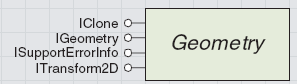 IClone
IGeometry
ISupportErrorInfo
ITransform2D
Geometry